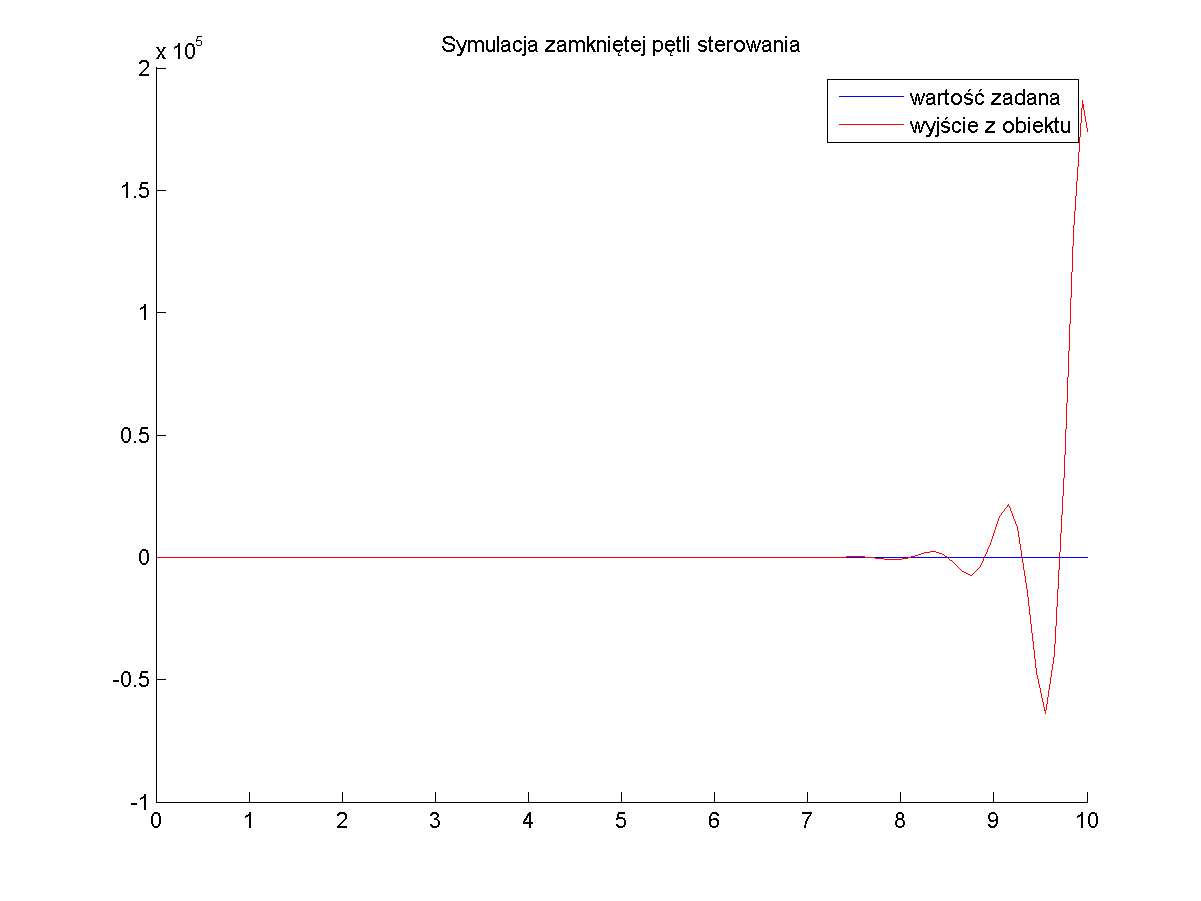 Symulacja zamkniętej pętli sterowania
x 10^5
wartość zadana
wyjście z obiektu
2
1.5
1
0.5
0
-0.5
-1
0 1 2 3 4 5 6 7 8 9 10